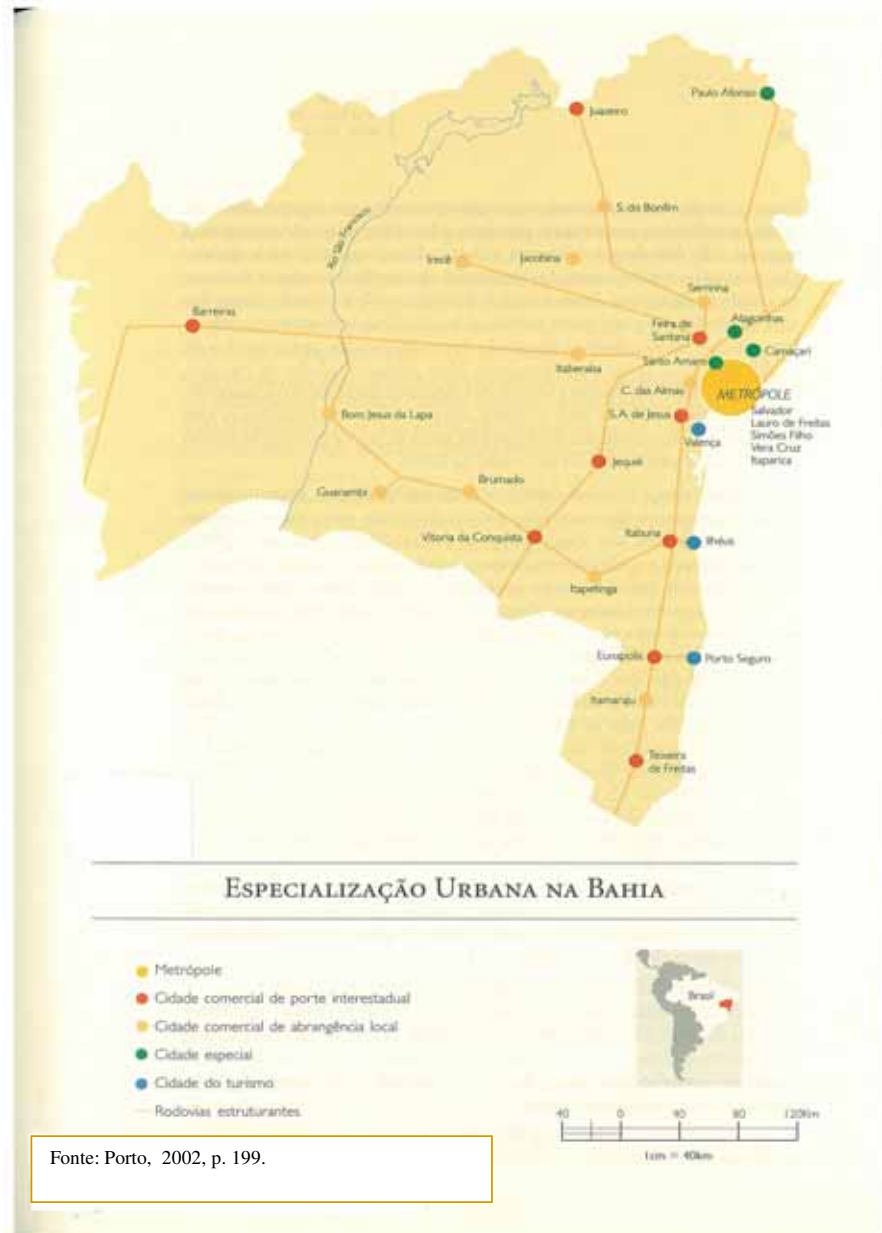 Paulo Afonso
Juazeiro
S. do Bonfim
Rio São Francisco
Irecê
Jacobina
Serrinha
Barreiras
Alagoinhas
Feira de
Santana
Camaçari
Santo Amaro
Itaberaba
C. das Almas
METRÓPOLE
Salvador
Lauro de Freitas
Simões Filho
Vera Cruz
Itaparica
S. A. de Jesus
Bom Jesus da Lapa
Valença
Jequié
Brumado
Guanambi
Vitoria da Conquista
Itabuna
Ilhéus
Itapetinga
Eunápolis
Porto Seguro
Itamaraju
Teixeira
de Freitas
ESPECIALIZAÇÃO URBANA NA BAHIA
Metrópole
Cidade comercial de porte interestadual
Cidade comercial de abrangência local
Cidade especial
Cidade do turismo
Rodovias estruturantes
Brasil
40 0 40 80 120Km
1cm = 40km
Fonte: Porto, 2002, p. 199.